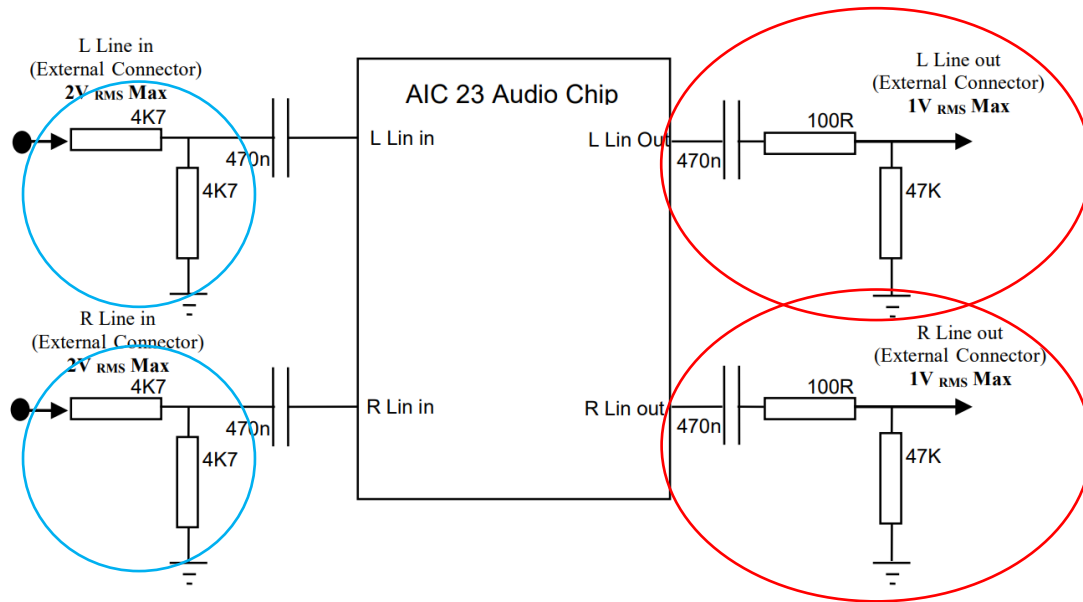 L Line in
(External Connector)
2V RMS Max
4K7
470n
4K7
AIC 23 Audio Chip
L Lin in
L Lin Out
470n
100R
L Line out
(External Connector)
1V RMS Max
47K
R Line in
(External Connector)
2V RMS Max
4K7
470n
4K7
R Lin in
R Lin out
470n
100R
R Line out
(External Connector)
1V RMS Max
47K